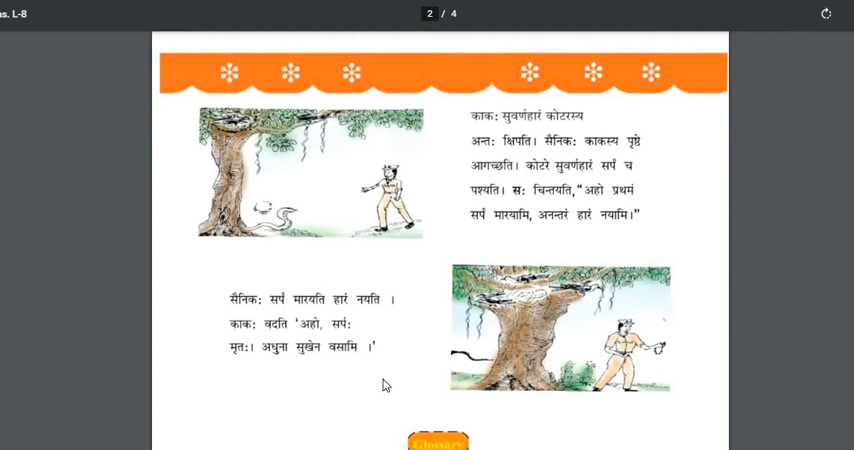 ns. L-8
2 / 4
काक: सुवर्णहारं कोटरस्य
अन्त: क्षिपति। सैनिक: काकस्य पृष्ठे
आगच्छति। कोटरे सुवर्णहारं सर्पं च
पश्यति। स: चिन्तयति, “अहो प्रथमं
सर्पं मारयामि, अनन्तरं हारं नयामि।”
सैनिक: सर्पं मारयति हारं नयति ।
काक: वदति ‘अहो, सर्प:
मृत:। अधुना सुखेन वसामि ।’
Glossary